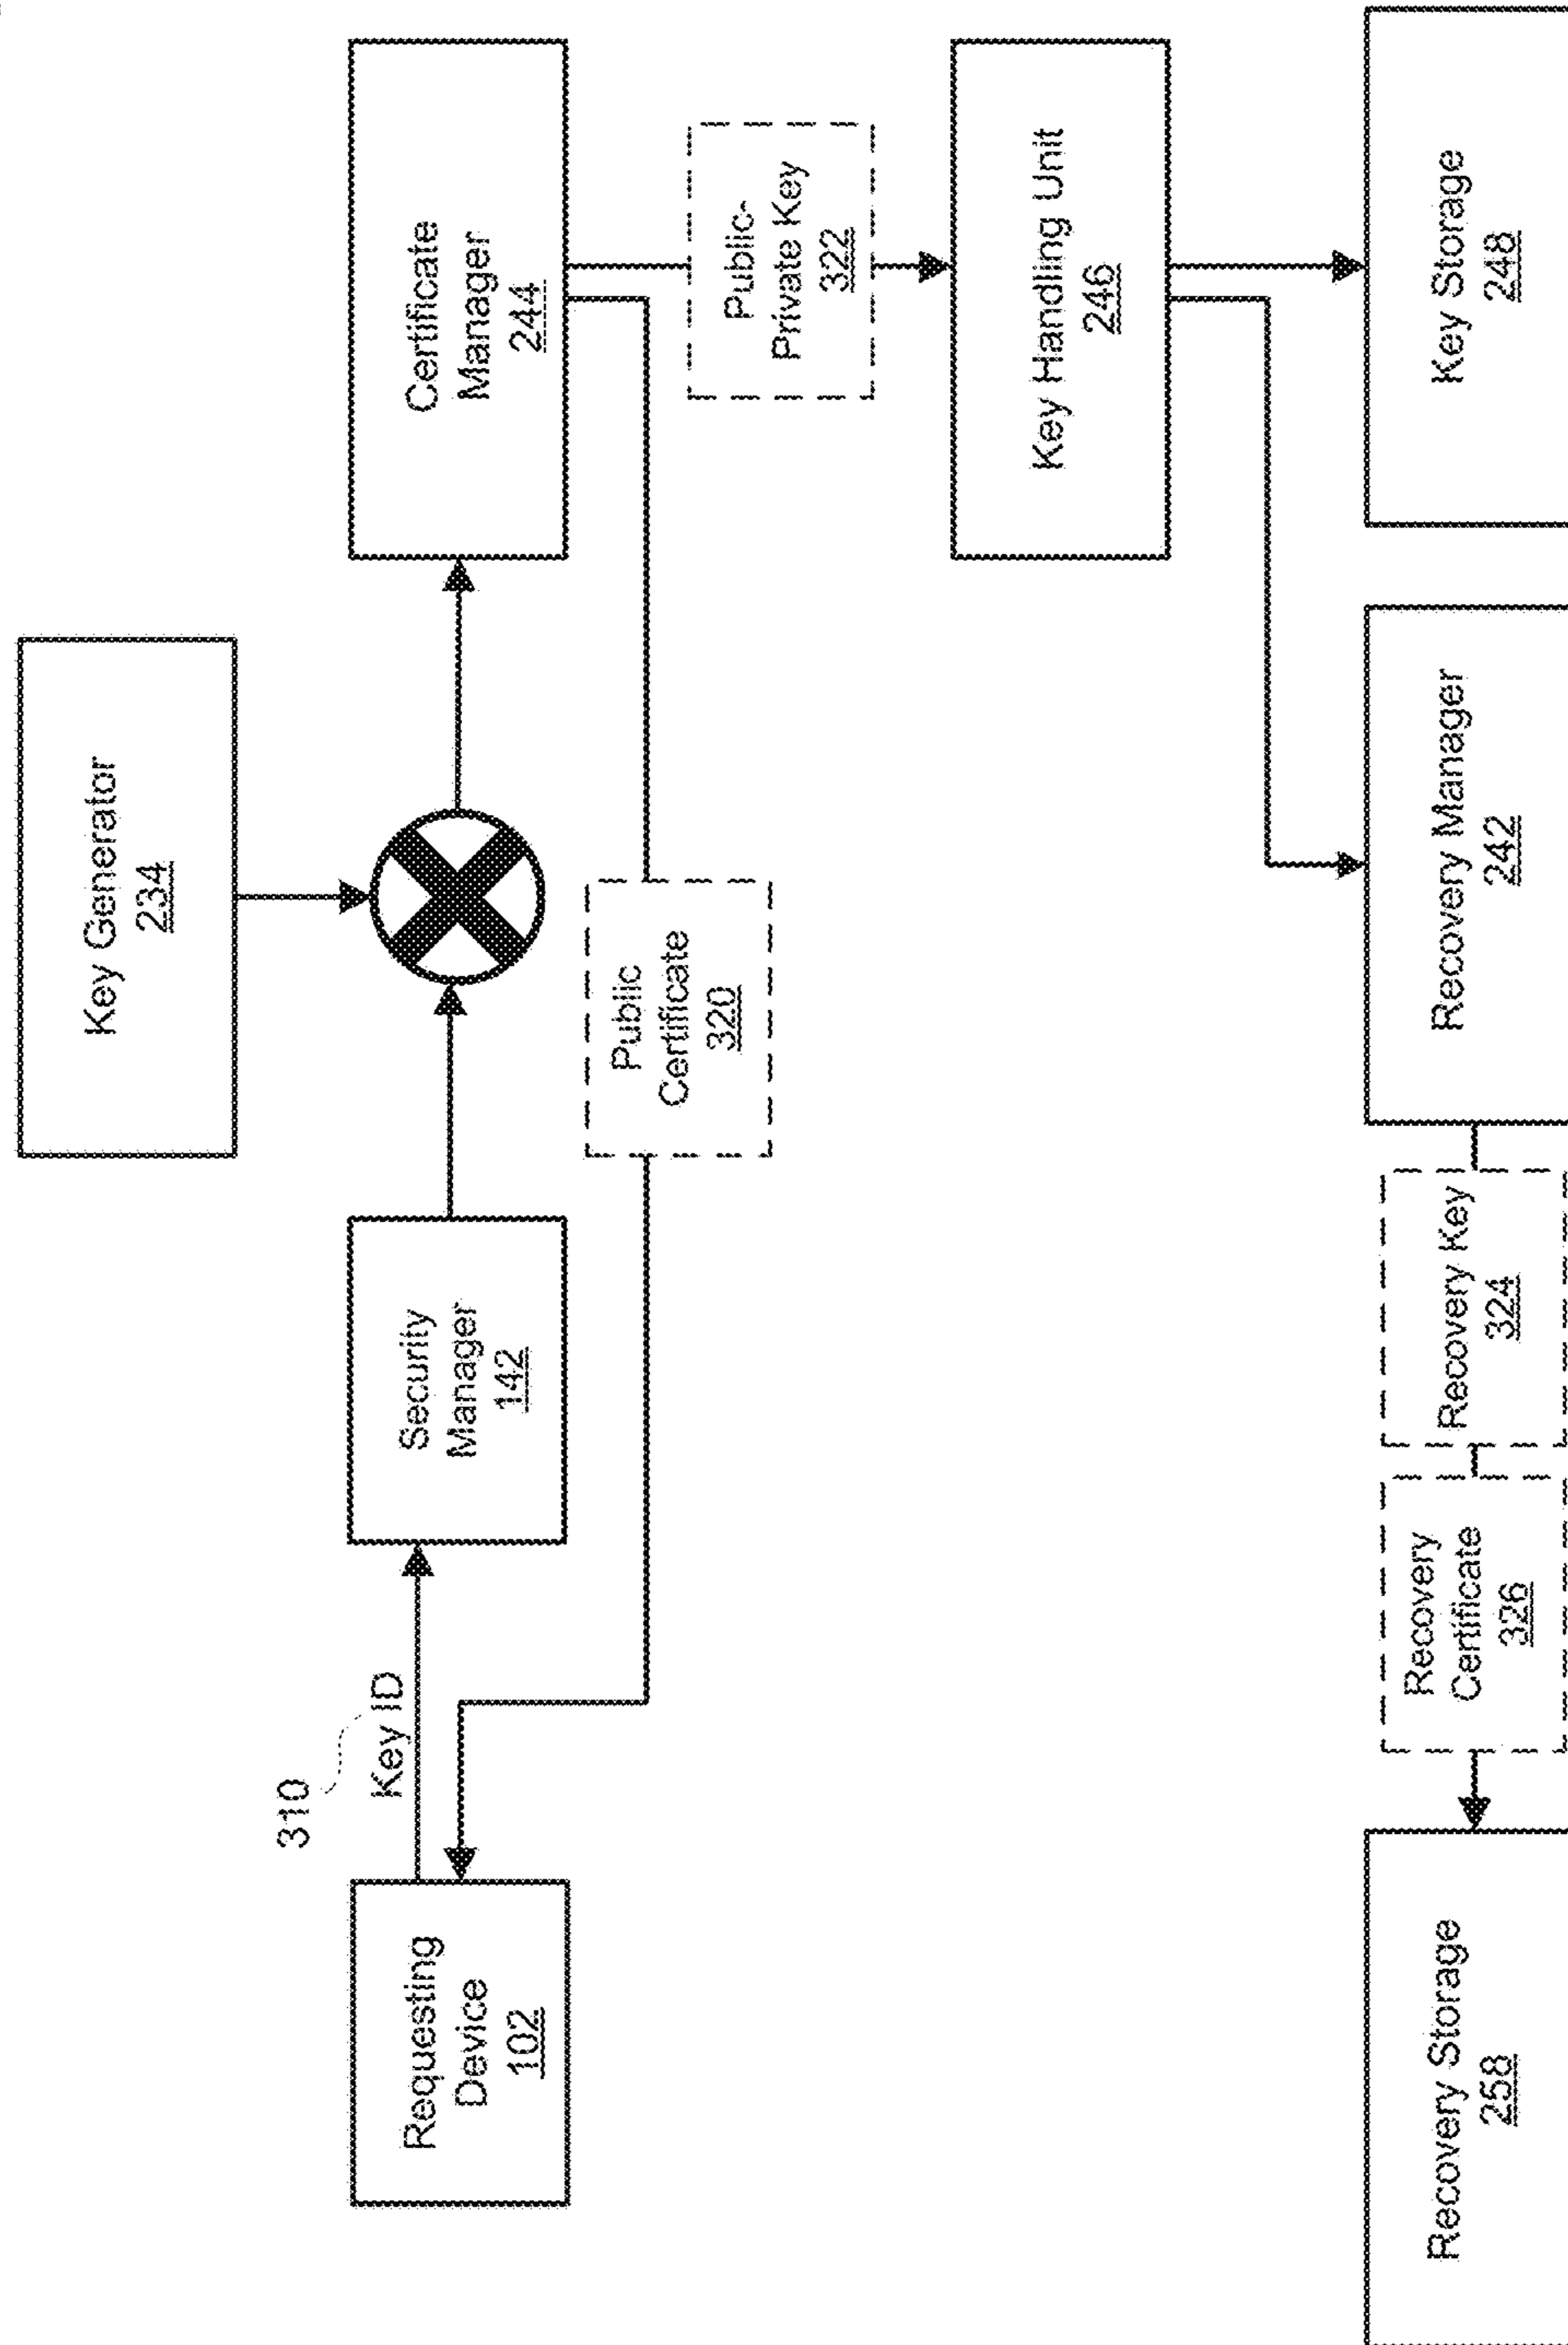 Key Generator
234
310
Key ID
Requesting
Device
102
Security
Manager
142
Certificate
Manager
244
Public
Certificate
320
Public-
Private Key
322
Key Handling Unit
246
Recovery Storage
258
Recovery
Certificate
326
Recovery Key
324
Recovery Manager
242
Key Storage
248